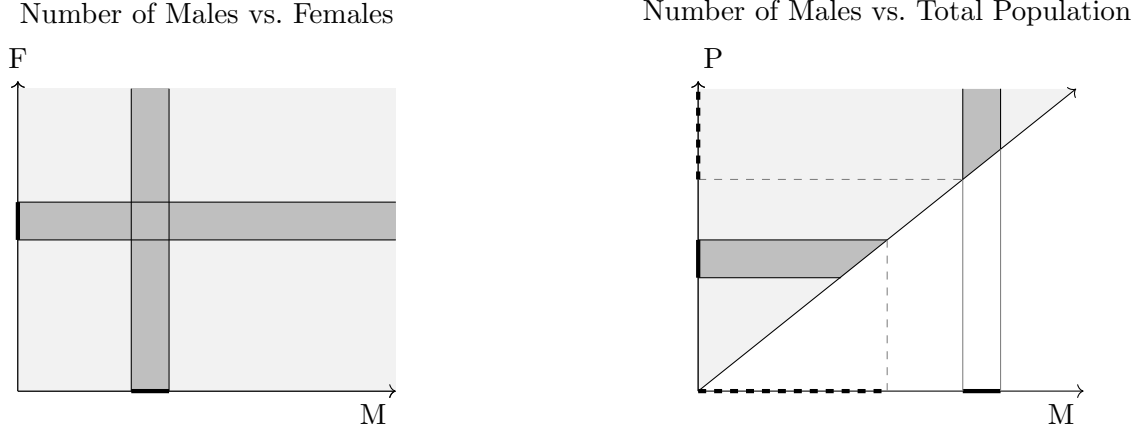 Number of Males vs. Females
F
M
Number of Males vs. Total Population
P
M